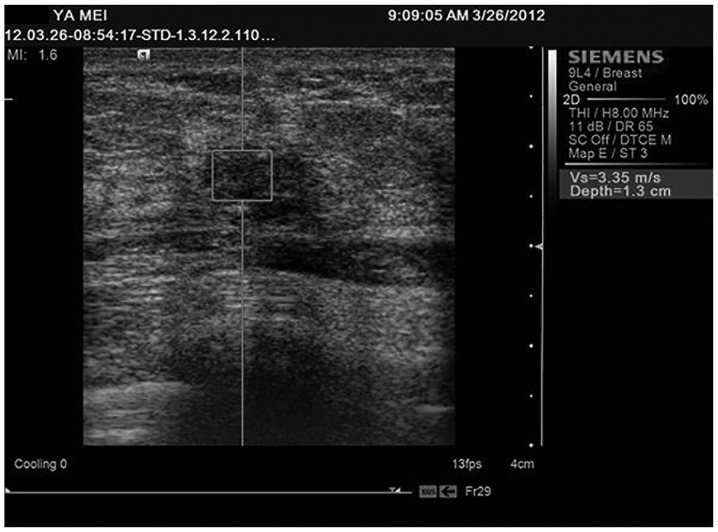 YA MEI
9:09:05 AM 3/26/2012
12.03.26-08:54:17-STD-1.3.12.2.110...
MI: 1.6
SIEMENS
9L4 / Breast
General
2D 100%
THI / H8.00 MHz
11 dB / DR 65
SC Off / DTCE M
Map E / ST 3
Vs=3.35 m/s
Depth=1.3 cm
Cooling 0
13fps
4cm
100%
Fr29